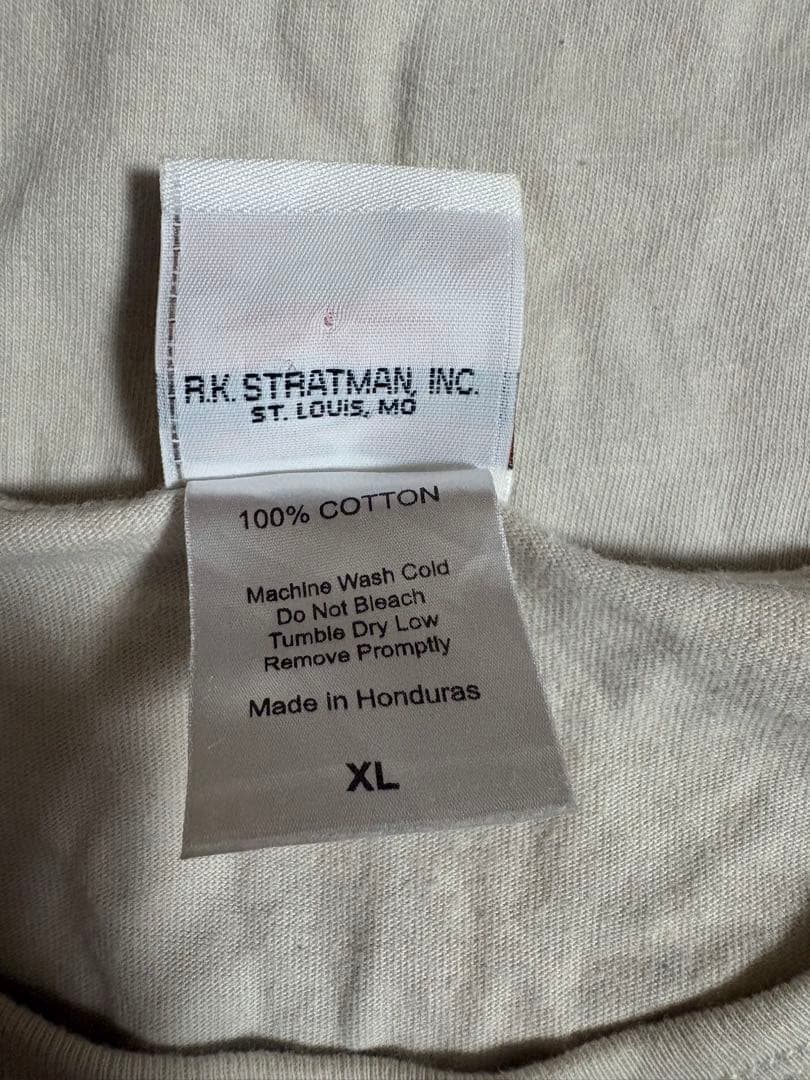 R.K. STRATMAN, INC.
ST. LOUIS, MO
100% COTTON
Machine Wash Cold
Do Not Bleach
Tumble Dry Low
Remove Promptly
Made in Honduras
XL